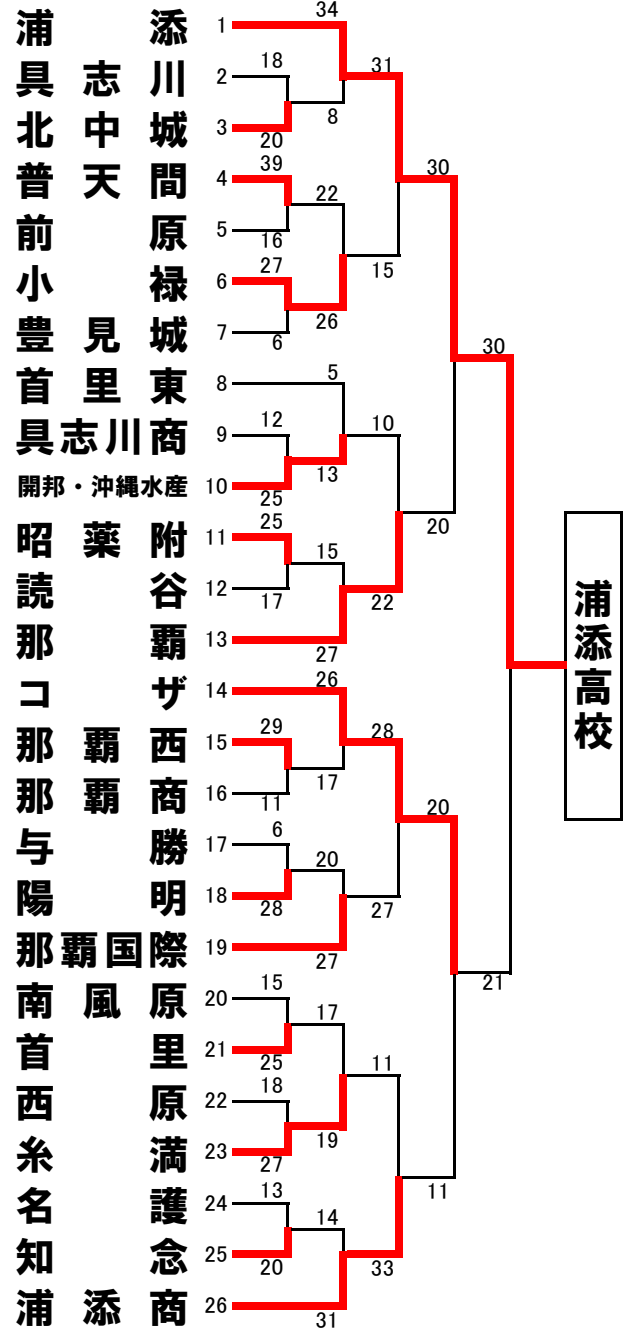 34
浦添 1
31
18
具志川 2
8
北中城 3
20
39
30
普天間 4
22
前原 5
16
27
15
小禄 6
26
豊見城 7
6
30
5
首里東 8
12
10
具志川商 9
13
開邦・沖縄水産 10
25
25
20
昭薬附 11
15
読谷 12
17
22
那覇 13
27
浦添高校
26
コザ 14
29
28
那覇西 15
17
那覇商 16
11
20
6
与勝 17
20
陽明 18
28
27
那覇国際 19
27
21
15
南風原 20
17
首里 21
25
11
18
西原 22
19
糸満 23
27
11
13
名護 24
14
知念 25
20
33
浦添商 26
31